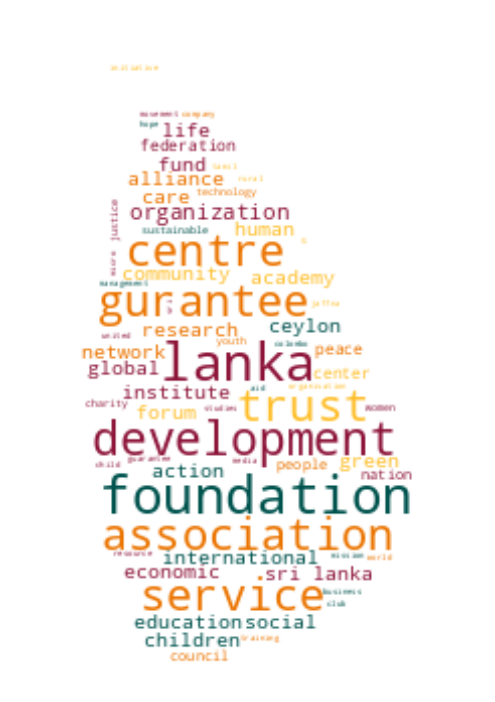 initiative
movement company
hope life
federation
fund tamil
alliance rural
care technology
organization
justice
sustainable human
centre
more
community academy
management
gurantee jaffna
research ceylon
united youth colombo
network lanka peace
global center
institute aid organisation
charity forum studies trust women
development
child guarantee media people green
action nation
foundation
association
resource international mission world
economic sri lanka
service business
club
education social
children training
council